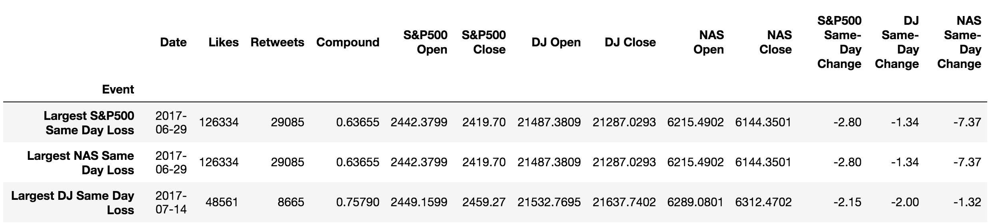 Date Likes Retweets Compound S&P500 Open S&P500 Close DJ Open DJ Close NAS Open NAS Close S&P500 Same-Day Change DJ Same-Day Change NAS Same-Day Change
Event
Largest S&P500 Same Day Loss 2017-06-29 126334 29085 0.63655 2442.3799 2419.70 21487.3809 21287.0293 6215.4902 6144.3501 -2.80 -1.34 -7.37
Largest NAS Same Day Loss 2017-06-29 126334 29085 0.63655 2442.3799 2419.70 21487.3809 21287.0293 6215.4902 6144.3501 -2.80 -1.34 -7.37
Largest DJ Same Day Loss 2017-07-14 48561 8665 0.75790 2449.1599 2459.27 21532.7695 21637.7402 6289.0801 6312.4702 -2.15 -2.00 -1.32